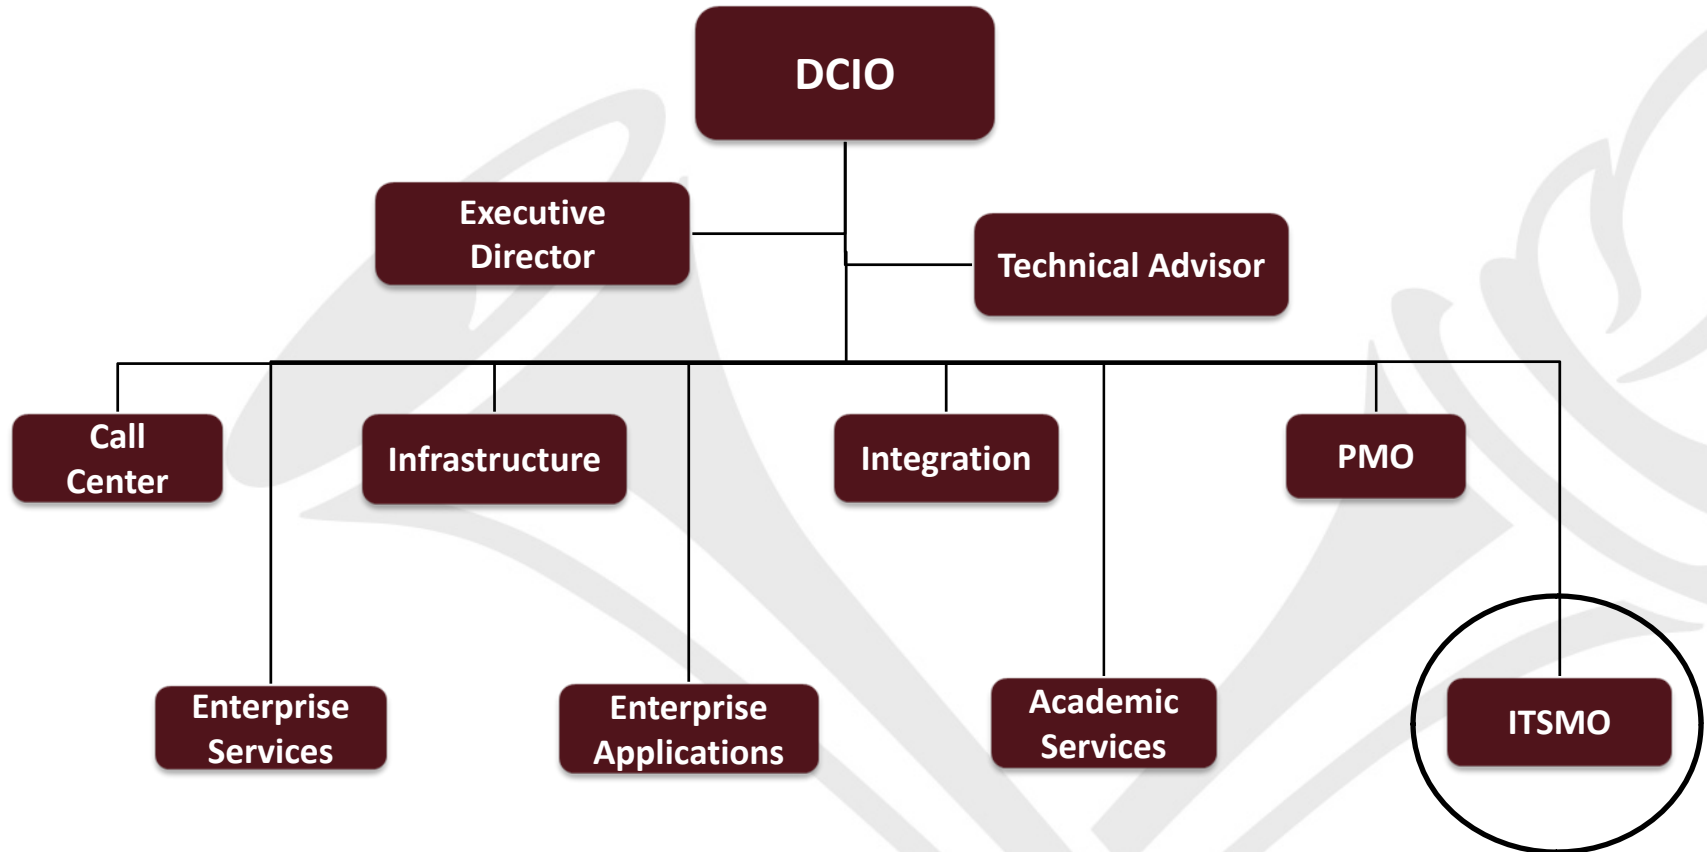 DCIO
Executive
Director
Technical Advisor
Call
Center
Infrastructure
Integration
PMO
Enterprise
Services
Enterprise
Applications
Academic
Services
ITSMO